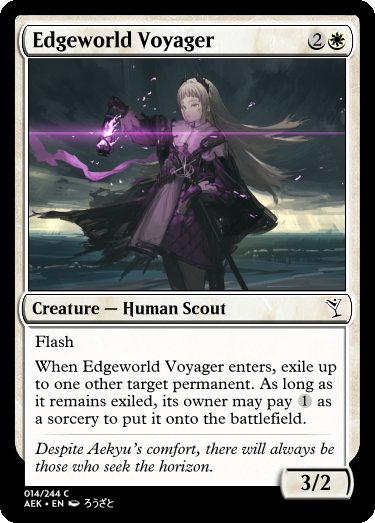 Edgeworld Voyager 2
Creature — Human Scout
Flash
When Edgeworld Voyager enters, exile up
to one other target permanent. As long as
it remains exiled, its owner may pay 1 as
a sorcery to put it onto the battlefield.
Despite Aekyu's comfort, there will always be
those who seek the horizon.
3/2
014/244 C
AEK • EN ろうざと